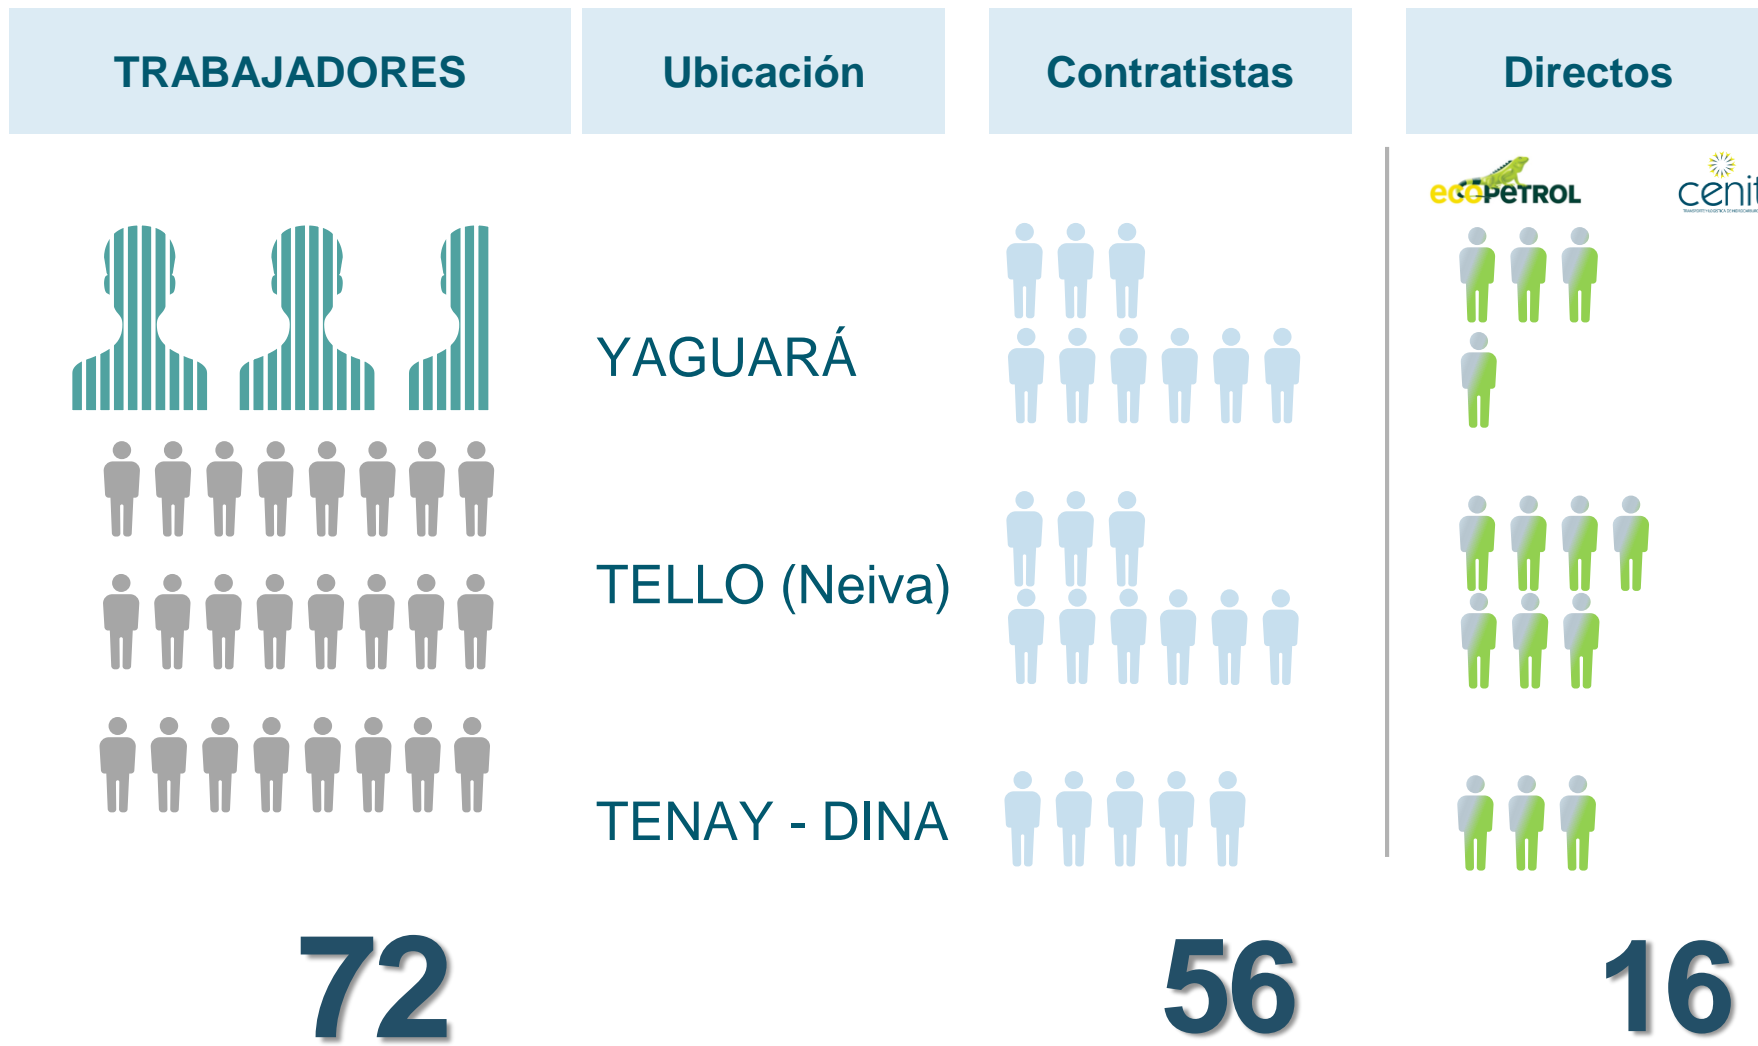 TRABAJADORES
Ubicación
Contratistas
Directos
ecopetrol
cenit
YAGUARÁ
TELLO (Neiva)
TENAY - DINA
72
56
16